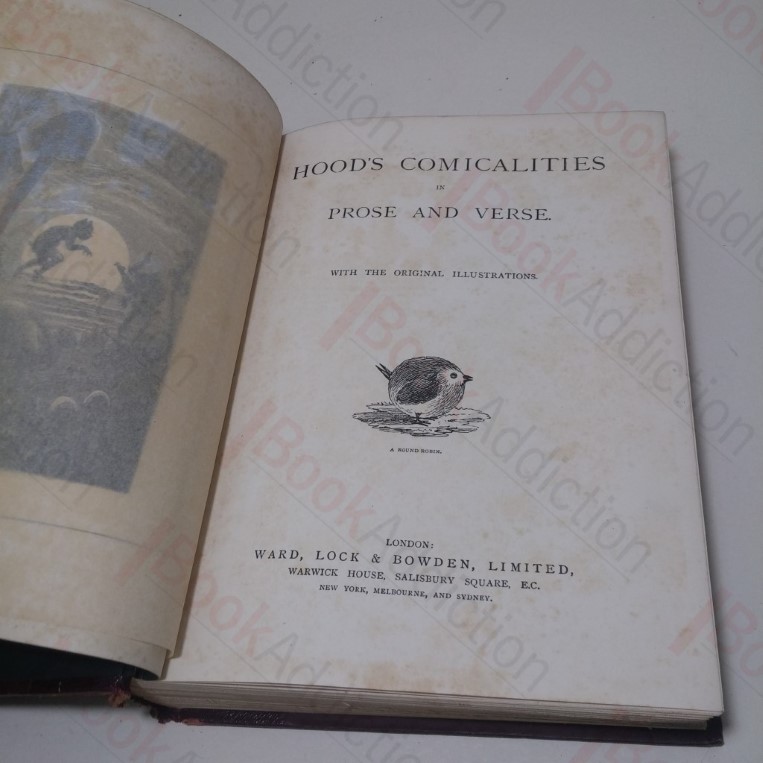 HOOD'S COMICALITIES
IN
PROSE AND VERSE.
WITH THE ORIGINAL ILLUSTRATIONS.
A ROUND ROBIN.
LONDON:
WARD, LOCK & BOWDEN, LIMITED,
WARWICK HOUSE, SALISBURY SQUARE, E.C.
NEW YORK, MELBOURNE, AND SYDNEY.
BookAddiction